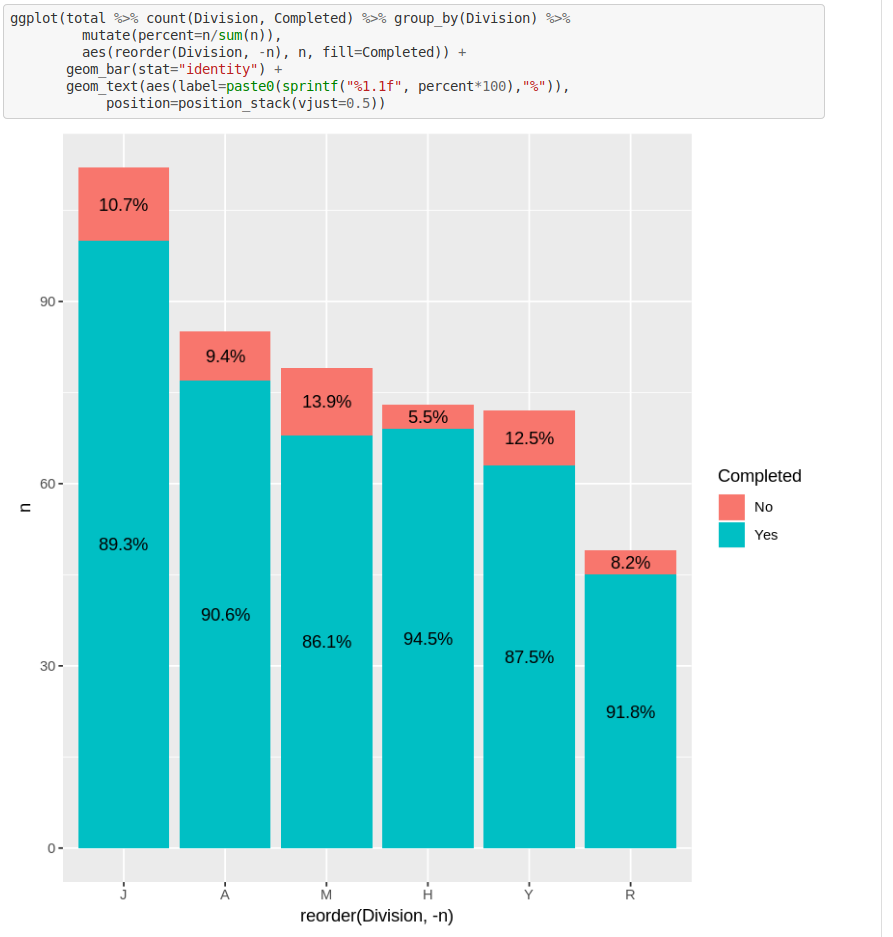 ggplot(total %>% count(Division, Completed) %>% group_by(Division) %>%
mutate(percent=n/sum(n)),
aes(reorder(Division, -n), n, fill=Completed)) +
geom_bar(stat="identity") +
geom_text(aes(label=paste0(sprintf("%1.1f", percent*100),"%")),
position=position_stack(vjust=0.5))
10.7%
9.4%
13.9%
5.5%
12.5%
8.2%
89.3%
90.6%
86.1%
94.5%
87.5%
91.8%
90
60
30
0
n
J A M H Y R
reorder(Division, -n)
Completed
No
Yes